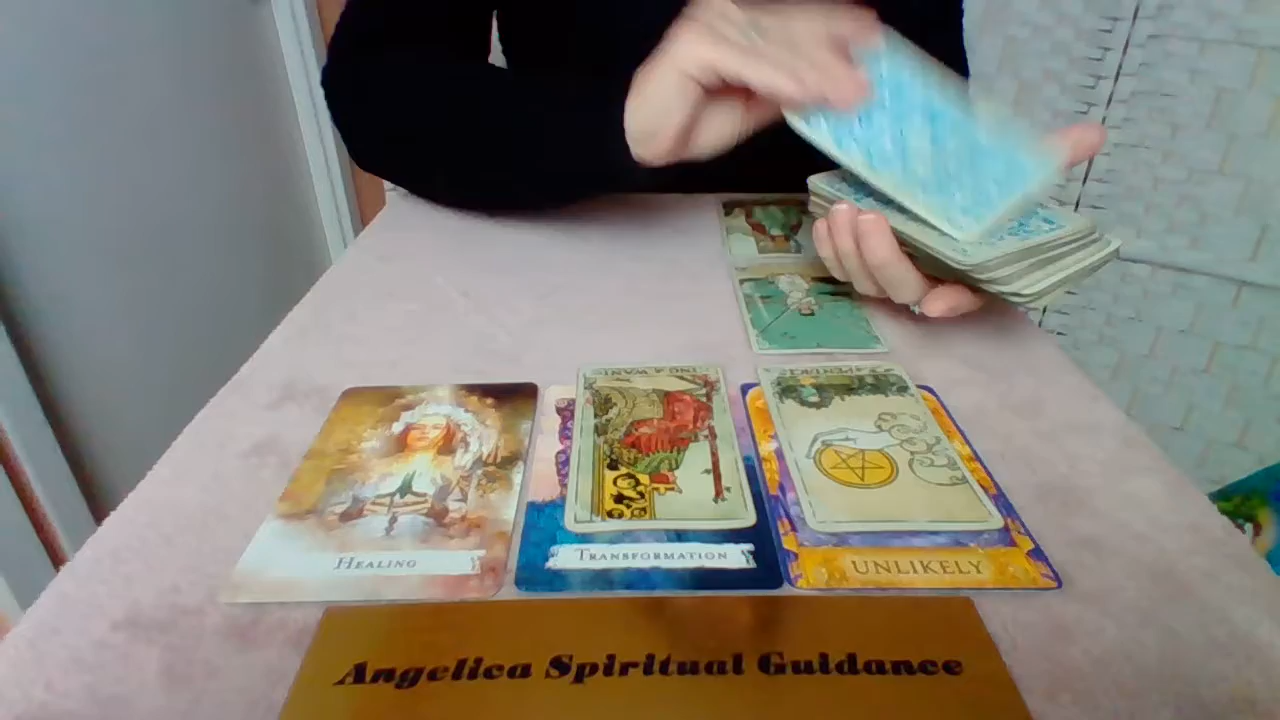 HEALING
TRANSFORMATION
UNLIKELY
Angelica Spiritual Guidance